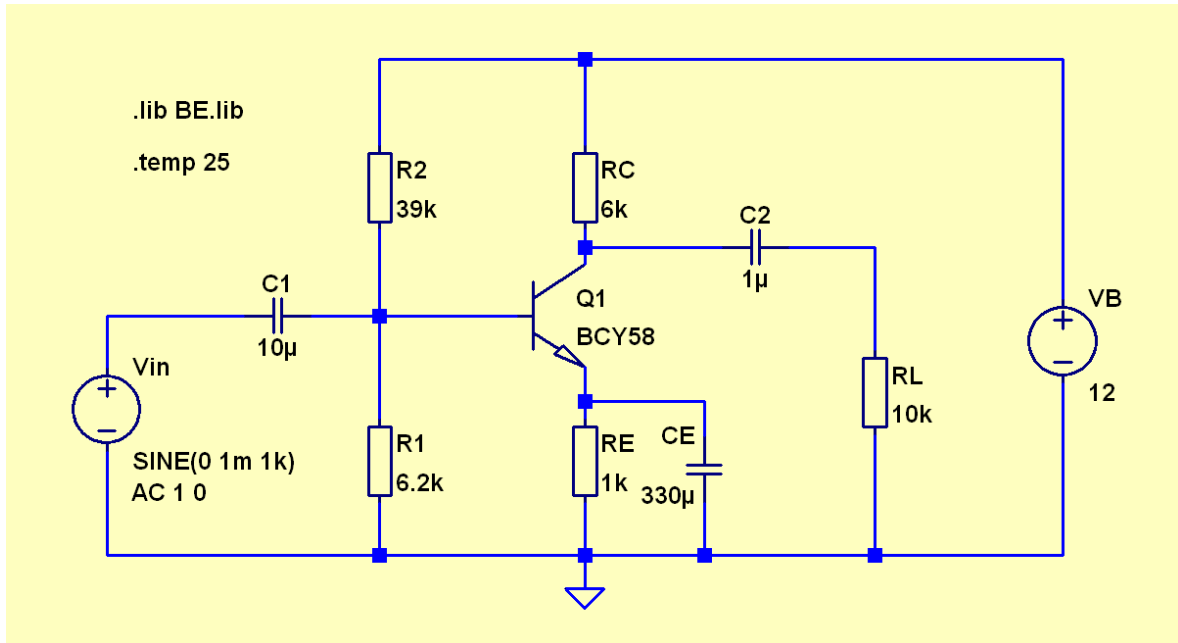 .lib BE.lib
.temp 25
R2
39k
RC
6k
C2
1µ
C1
10µ
Q1
BCY58
VB
12
Vin
SINE(0 1m 1k)
AC 1 0
R1
6.2k
RE
1k
CE
330µ
RL
10k